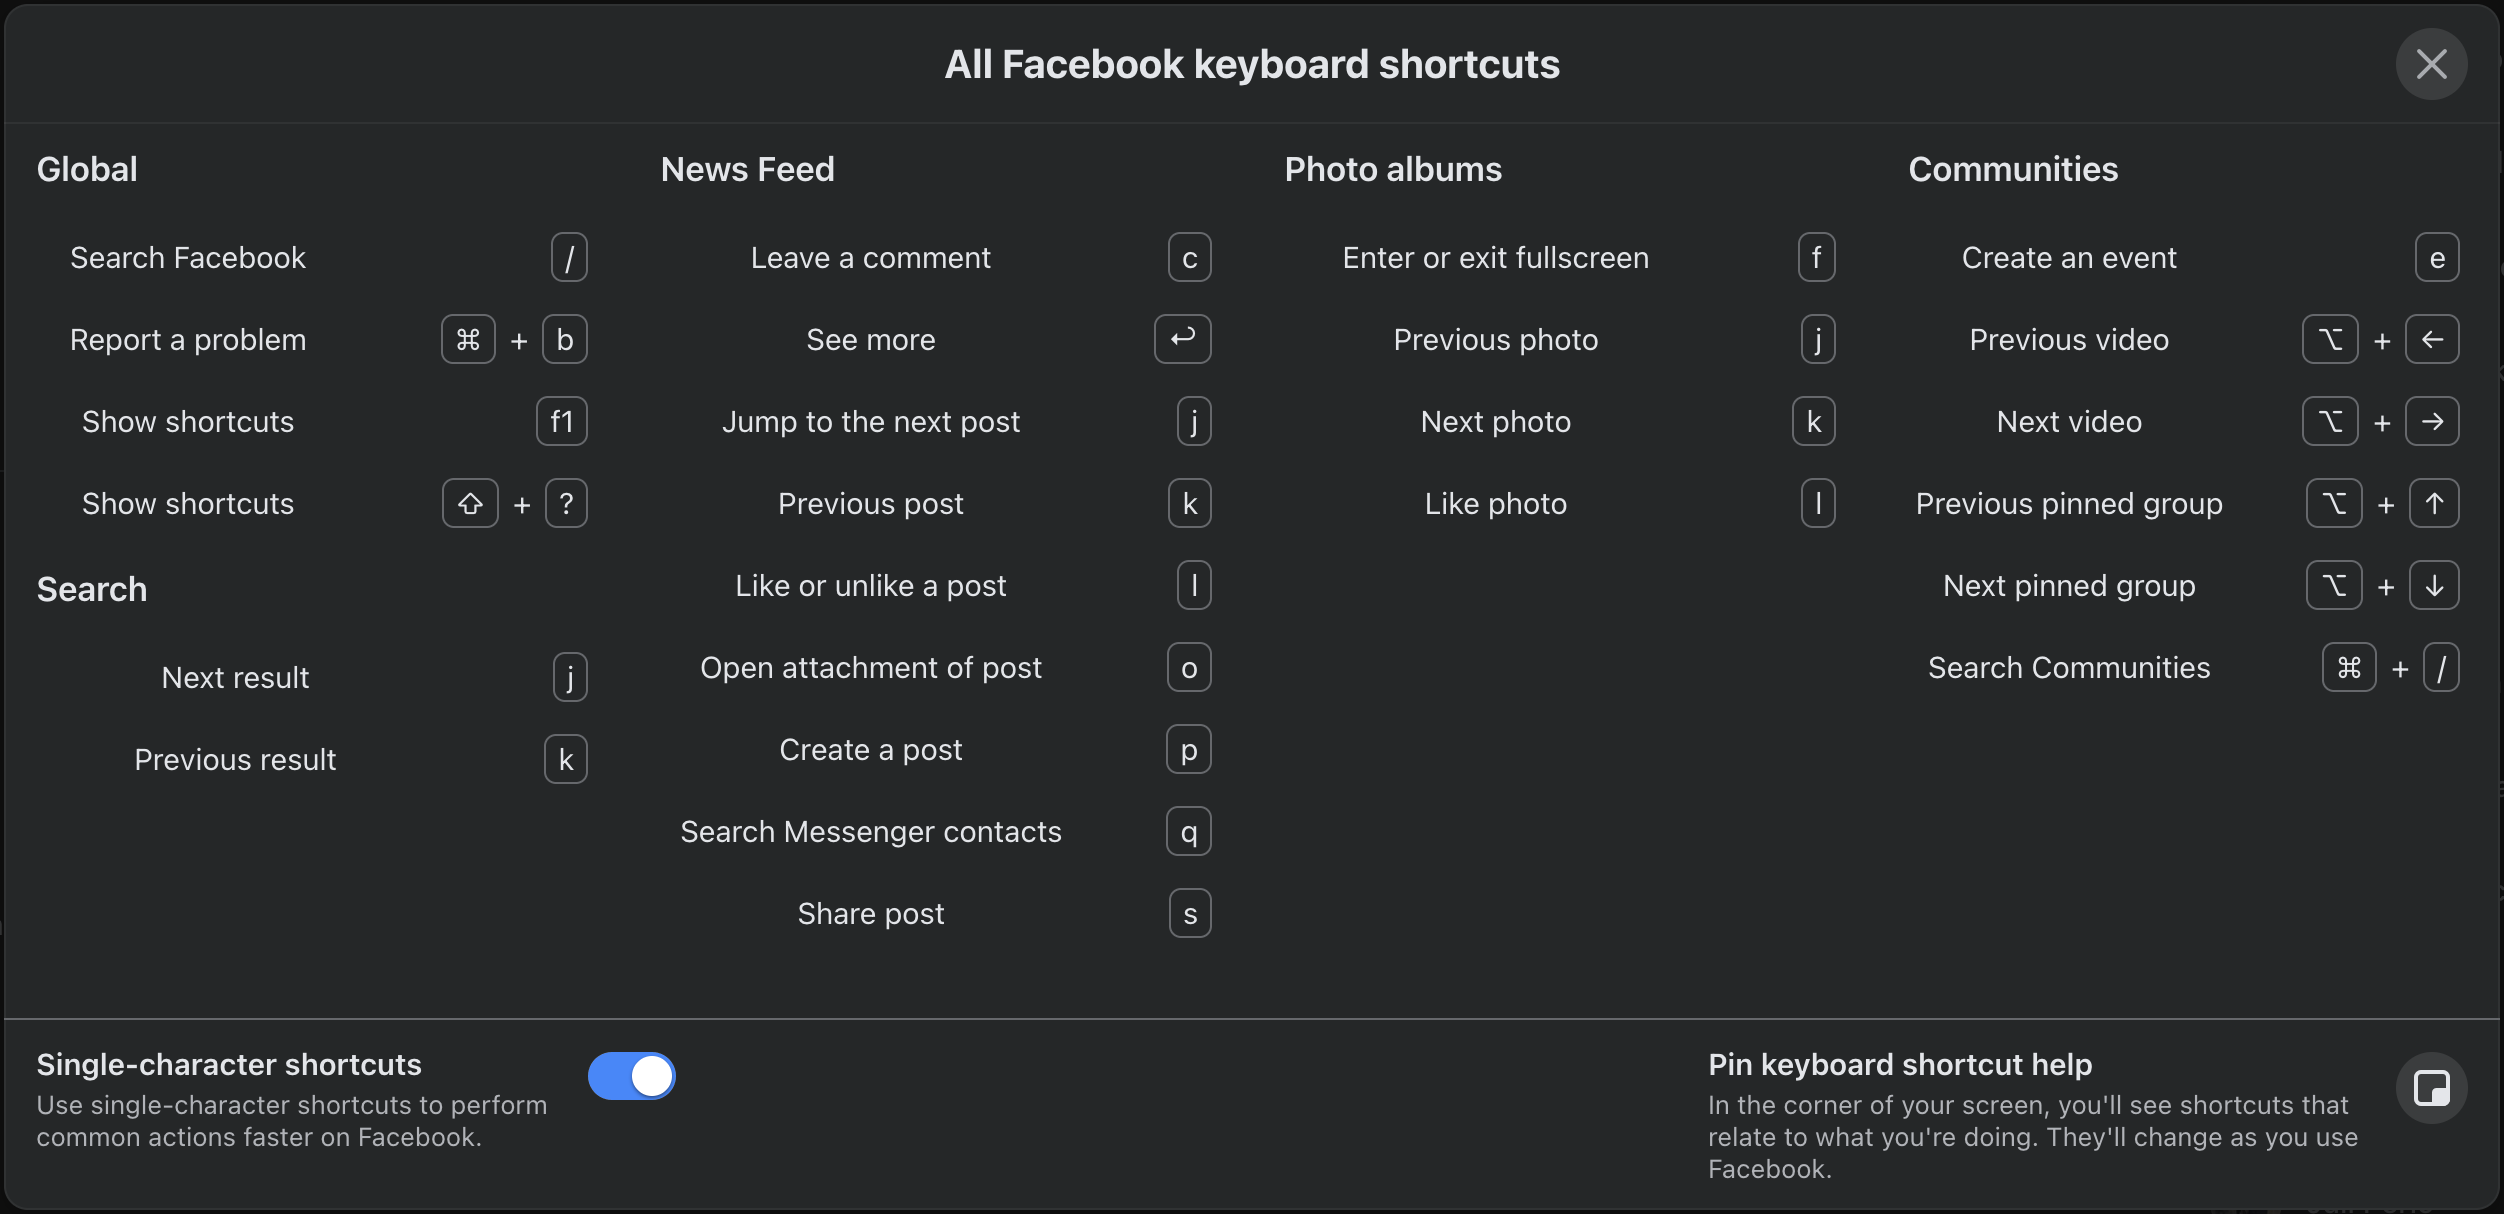 All Facebook keyboard shortcuts
Global
Search Facebook /
Report a problem ⌘ + b
Show shortcuts f1
Show shortcuts ⇧ + ?
Search
Next result j
Previous result k
News Feed
Leave a comment c
See more ↩
Jump to the next post j
Previous post k
Like or unlike a post l
Open attachment of post o
Create a post p
Search Messenger contacts q
Share post s
Photo albums
Enter or exit fullscreen f
Previous photo j
Next photo k
Like photo l
Communities
Create an event e
Previous video ⌥ + ←
Next video ⌥ + →
Previous pinned group ⌥ + ↑
Next pinned group ⌥ + ↓
Search Communities ⌘ + /
Single-character shortcuts
Use single-character shortcuts to perform
common actions faster on Facebook.
Pin keyboard shortcut help
In the corner of your screen, you'll see shortcuts that
relate to what you're doing. They'll change as you use
Facebook.